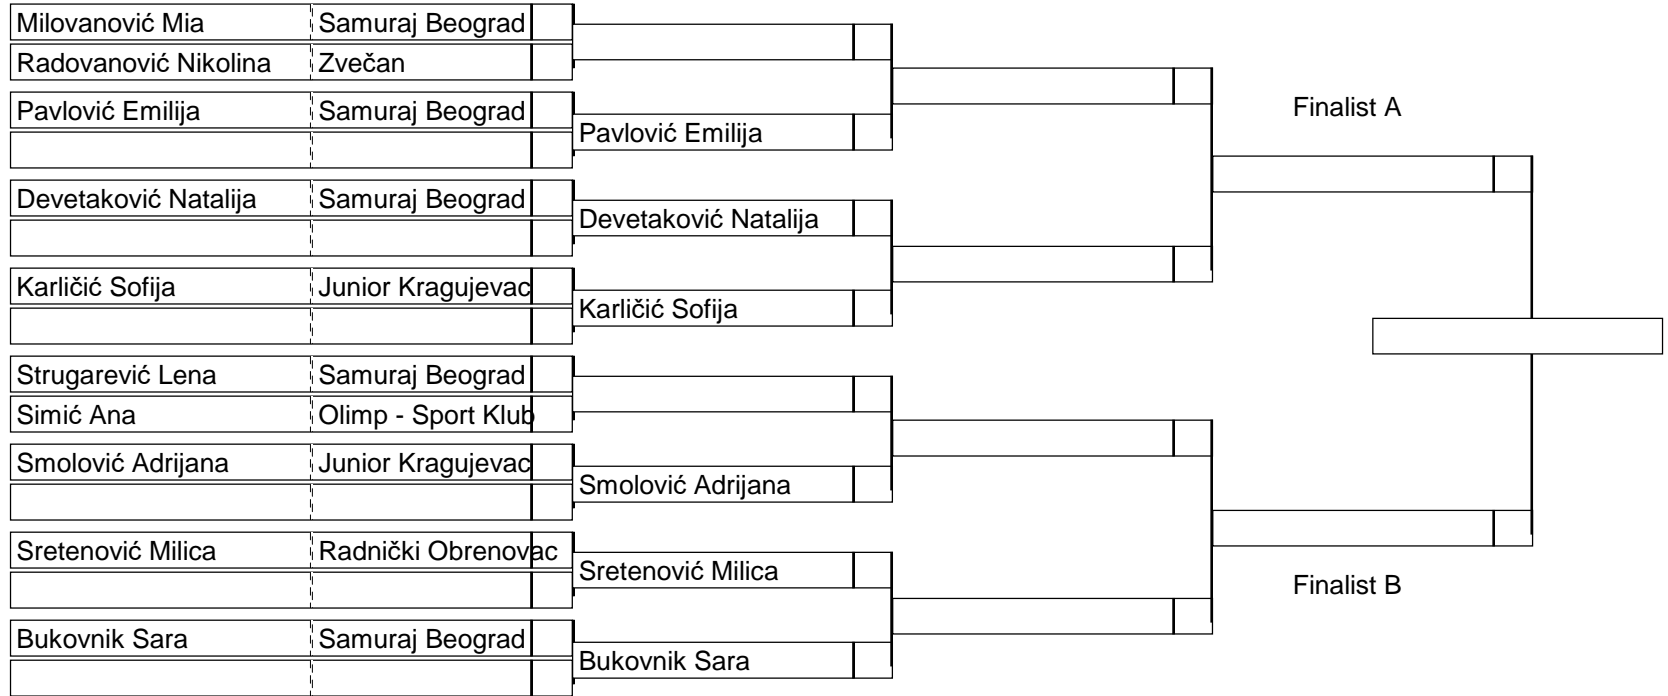 Milovanović Mia Samuraj Beograd
Radovanović Nikolina Zvečan
Pavlović Emilija Samuraj Beograd
Devetaković Natalija Samuraj Beograd
Karličić Sofija Junior Kragujevac
Strugarević Lena Samuraj Beograd
Simić Ana Olimp - Sport Klub
Smolović Adrijana Junior Kragujevac
Sretenović Milica Radnički Obrenovac
Bukovnik Sara Samuraj Beograd
Pavlović Emilija
Devetaković Natalija
Karličić Sofija
Smolović Adrijana
Sretenović Milica
Bukovnik Sara
Finalist A
Finalist B